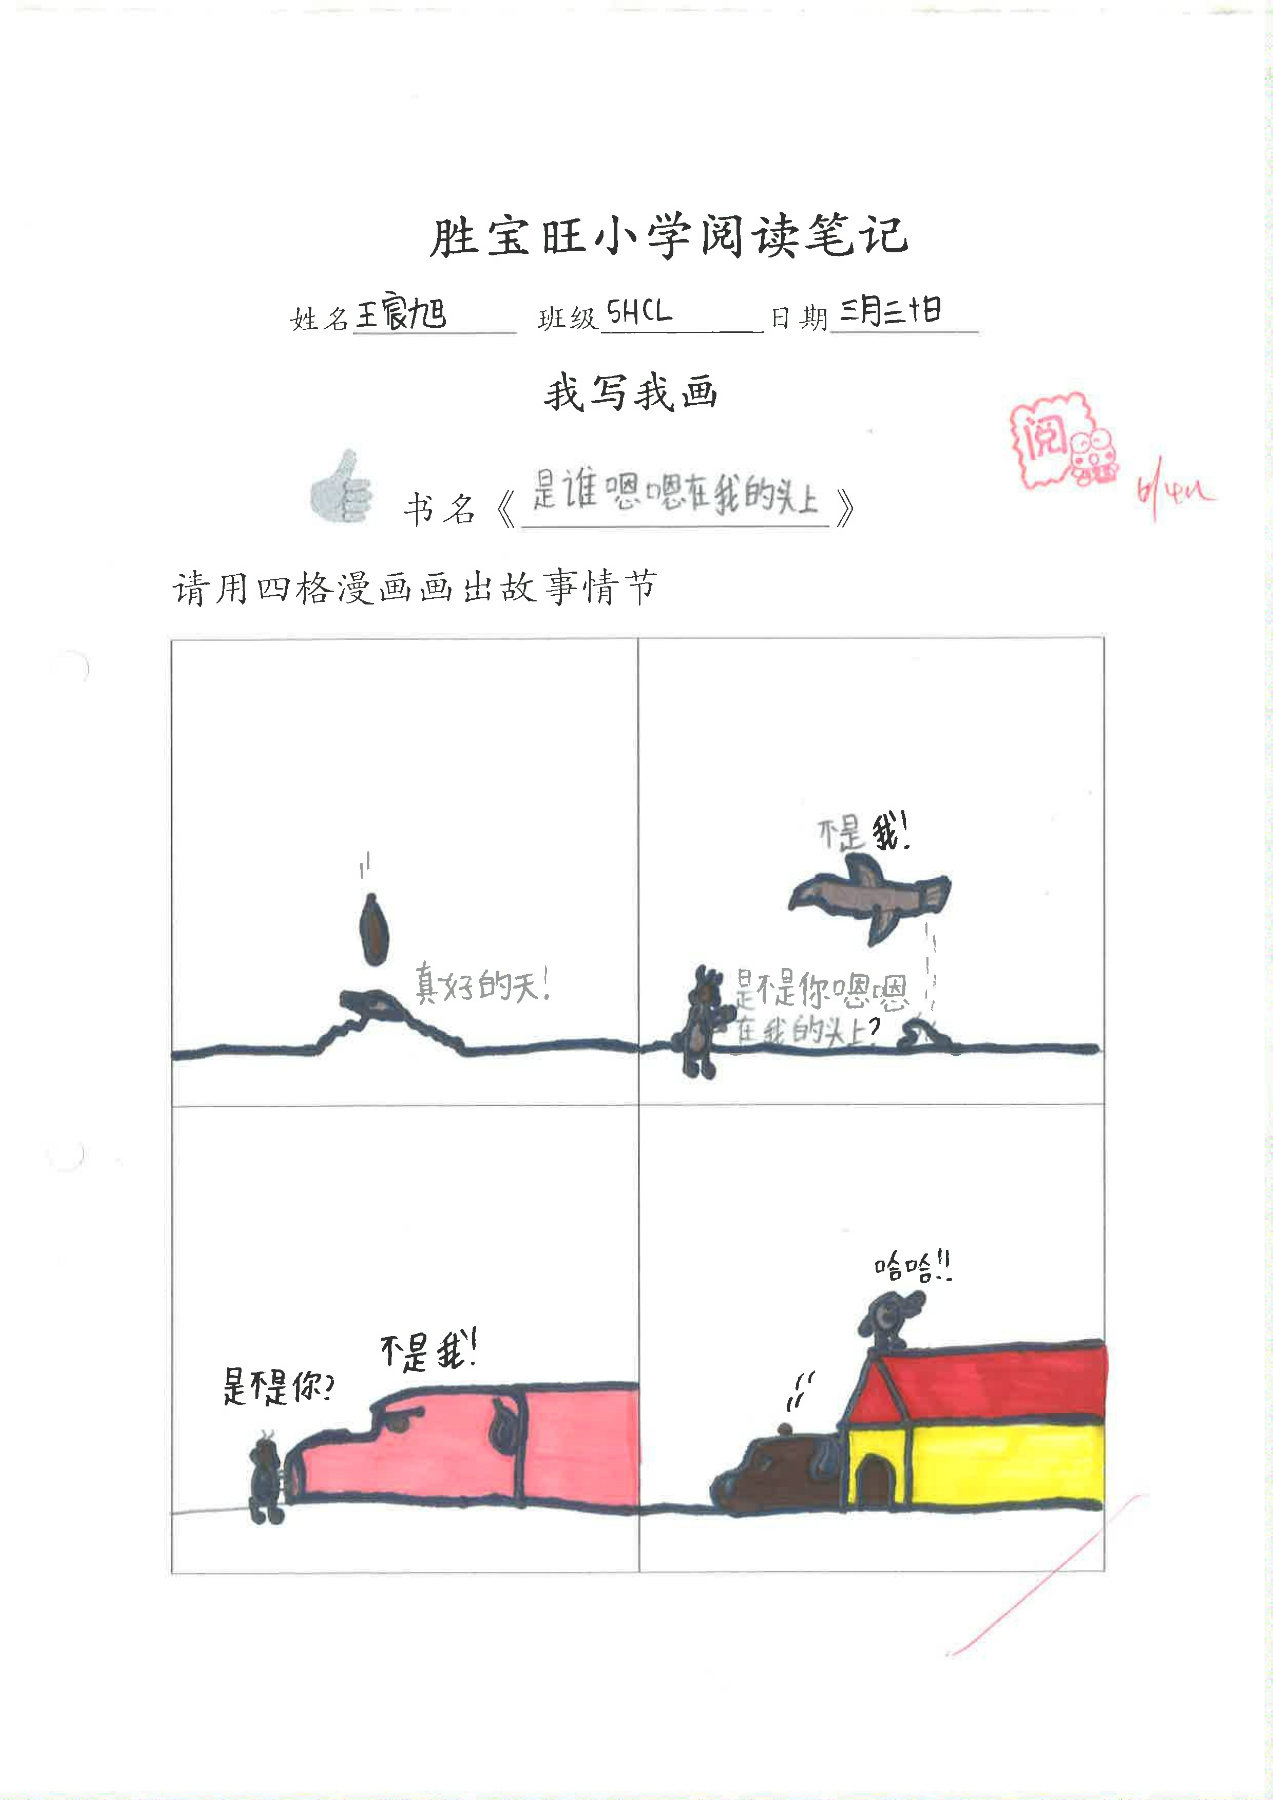 胜宝旺小学阅读笔记
姓名王宸旭 班级5HCL 日期三月三十日
我写我画
阅
书名《是谁嗯嗯在我的头上》
请用四格漫画画出故事情节
真好的天!
不是我!
是不是你嗯嗯
在我的头上?
是不是你?
不是我!
哈哈!!